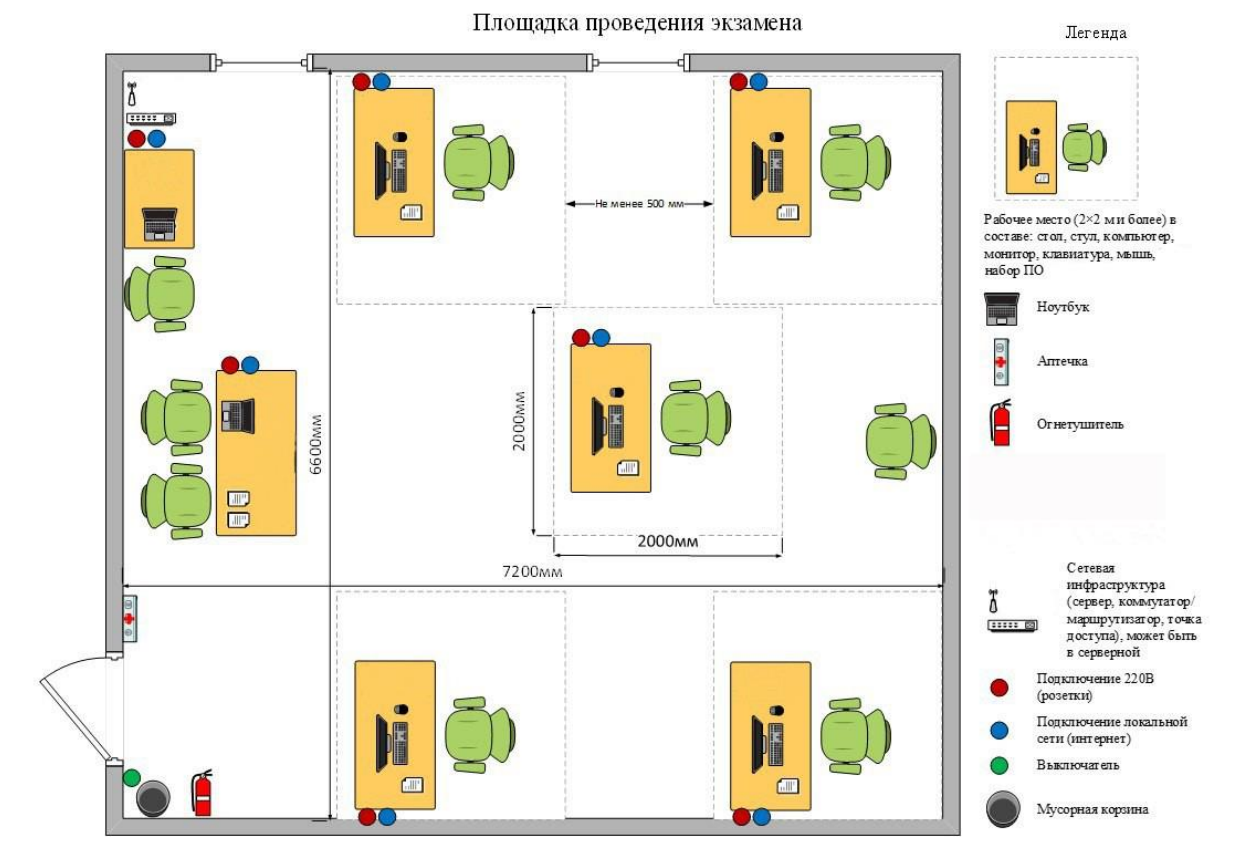 Площадка проведения экзамена
Легенда
Не менее 500 мм
Рабочее место (2×2 м и более) в
составе: стол, стул, компьютер,
монитор, клавиатура, мышь,
набор ПО
Ноутбук
Аптечка
Огнетушитель
6600мм
2000мм
2000мм
7200мм
Сетевая
инфраструктура
(сервер, коммутатор/
маршрутизатор, точка
доступа), может быть
в серверной
Подключение 220В
(розетки)
Подключение локальной
сети (интернет)
Выключатель
Мусорная корзина